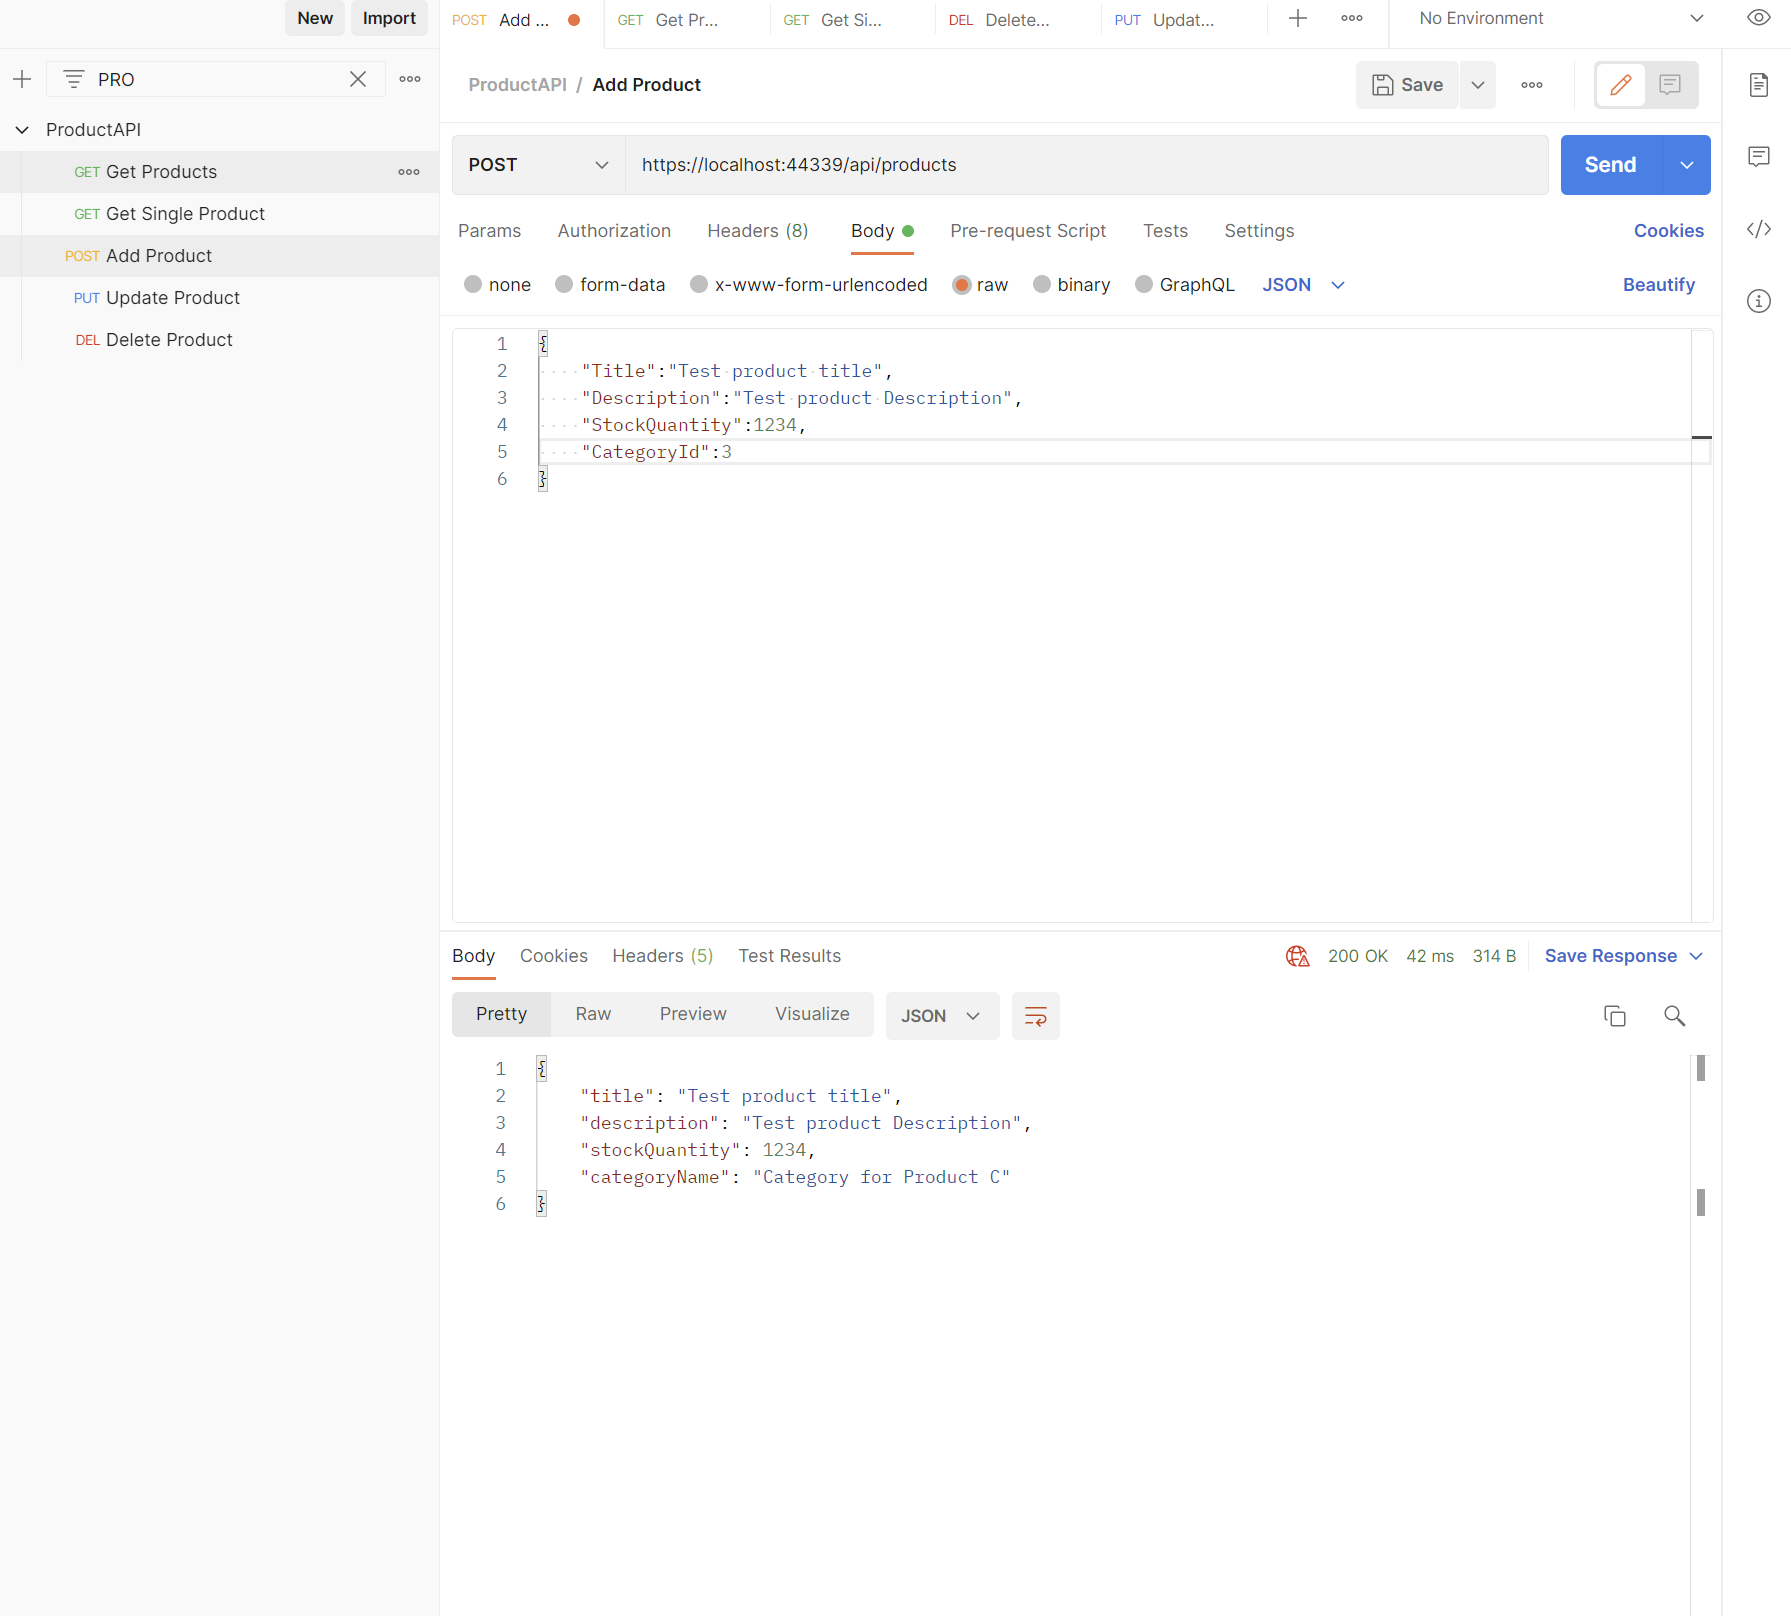 New Import
PRO
ProductAPI
GET Get Products
GET Get Single Product
POST Add Product
PUT Update Product
DEL Delete Product
POST Add ... GET Get Pr... GET Get Si... DEL Delete... PUT Updat... No Environment
ProductAPI / Add Product Save
POST https://localhost:44339/api/products Send
Params Authorization Headers (8) Body Pre-request Script Tests Settings Cookies
none form-data x-www-form-urlencoded raw binary GraphQL JSON Beautify
1 {
2 "Title":"Test product title",
3 "Description":"Test product Description",
4 "StockQuantity":1234,
5 "CategoryId":3
6 }
Body Cookies Headers (5) Test Results 200 OK 42 ms 314 B Save Response
Pretty Raw Preview Visualize JSON
1 {
2 "title": "Test product title",
3 "description": "Test product Description",
4 "stockQuantity": 1234,
5 "categoryName": "Category for Product C"
6 }